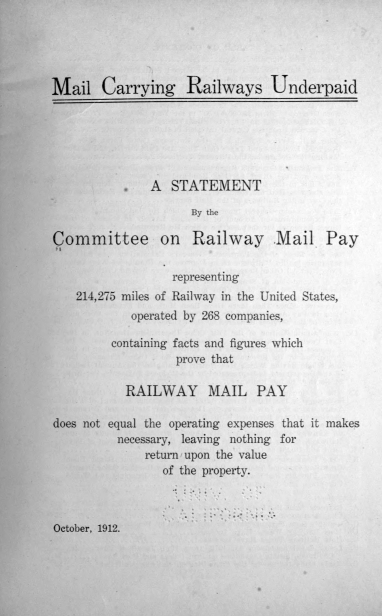 Mail Carrying Railways Underpaid
A STATEMENT
By the
Committee on Railway Mail Pay
representing
214,275 miles of Railway in the United States,
operated by 268 companies,
containing facts and figures which
prove that
RAILWAY MAIL PAY
does not equal the operating expenses that it makes
necessary, leaving nothing for
return upon the value
of the property.
UNIV. OF
CALIFORNIA
October, 1912.